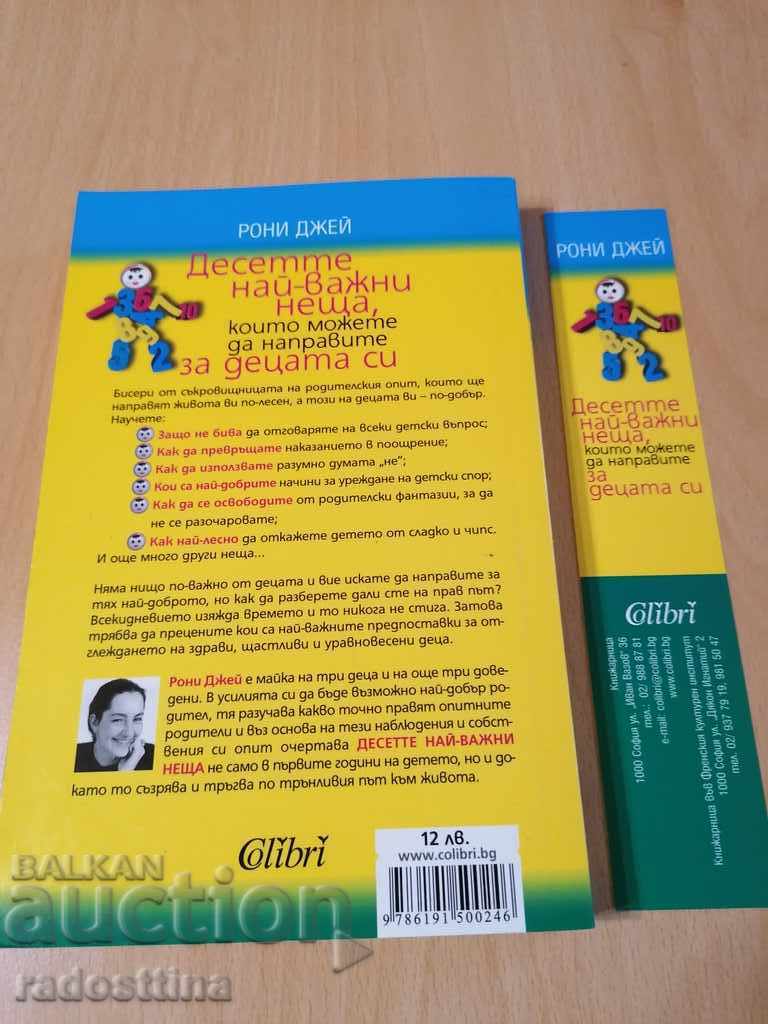 РОНИ ДЖЕЙ
Десетте
най-важни
неща,
които можете
да направите
за децата си
Бисери от съкровищницата на родителския опит, които ще
направят живота ви по-лесен, а този на децата ви – по-добър.
Научете:
Защо не бива да отговаряте на всеки детски въпрос;
Как да превръщате наказанието в поощрение;
Как да използвате разумно думата „не";
Кои са най-добрите начини за уреждане на детски спор;
Как да се освободите от родителски фантазии, за да
не се разочаровате;
Как най-лесно да откажете детето от сладко и чипс.
И още много други неща...
Няма нищо по-важно от децата и вие искате да направите за
тях най-доброто, но как да разберете дали сте на прав път?
Всекидневието изяжда времето и то никога не стига. Затова
трябва да прецените кои са най-важните предпоставки за от-
глеждането на здрави, щастливи и уравновесени деца.
Рони Джей е майка на три деца и на още три дове-
дени. В усилията си да бъде възможно най-добър ро-
дител, тя разучава какво точно правят опитните
родители и въз основа на тези наблюдения и собст-
вения си опит очертава ДЕСЕТТЕ НАЙ-ВАЖНИ
НЕЩА не само в първите години на детето, но и до-
като то съзрява и тръгва по трънливия път към живота.
Colibri
12 лв.
www.colibri.bg
9 786191 500246
РОНИ ДЖЕЙ
Десетте
най-важни
неща,
които можете
да направите
за
децата си
Colibri
Книжарница
1000 София ул. „Иван Вазов" 36
тел.: 02/ 988 87 81
e-mail: colibri@colibri.bg
www.colibri.bg
Книжарница във Френския културен институт
1000 София ул. „Дякон Игнатий" 2
тел. 02/ 937 79 19, 981 50 47
BALKAN
auction
radosttina